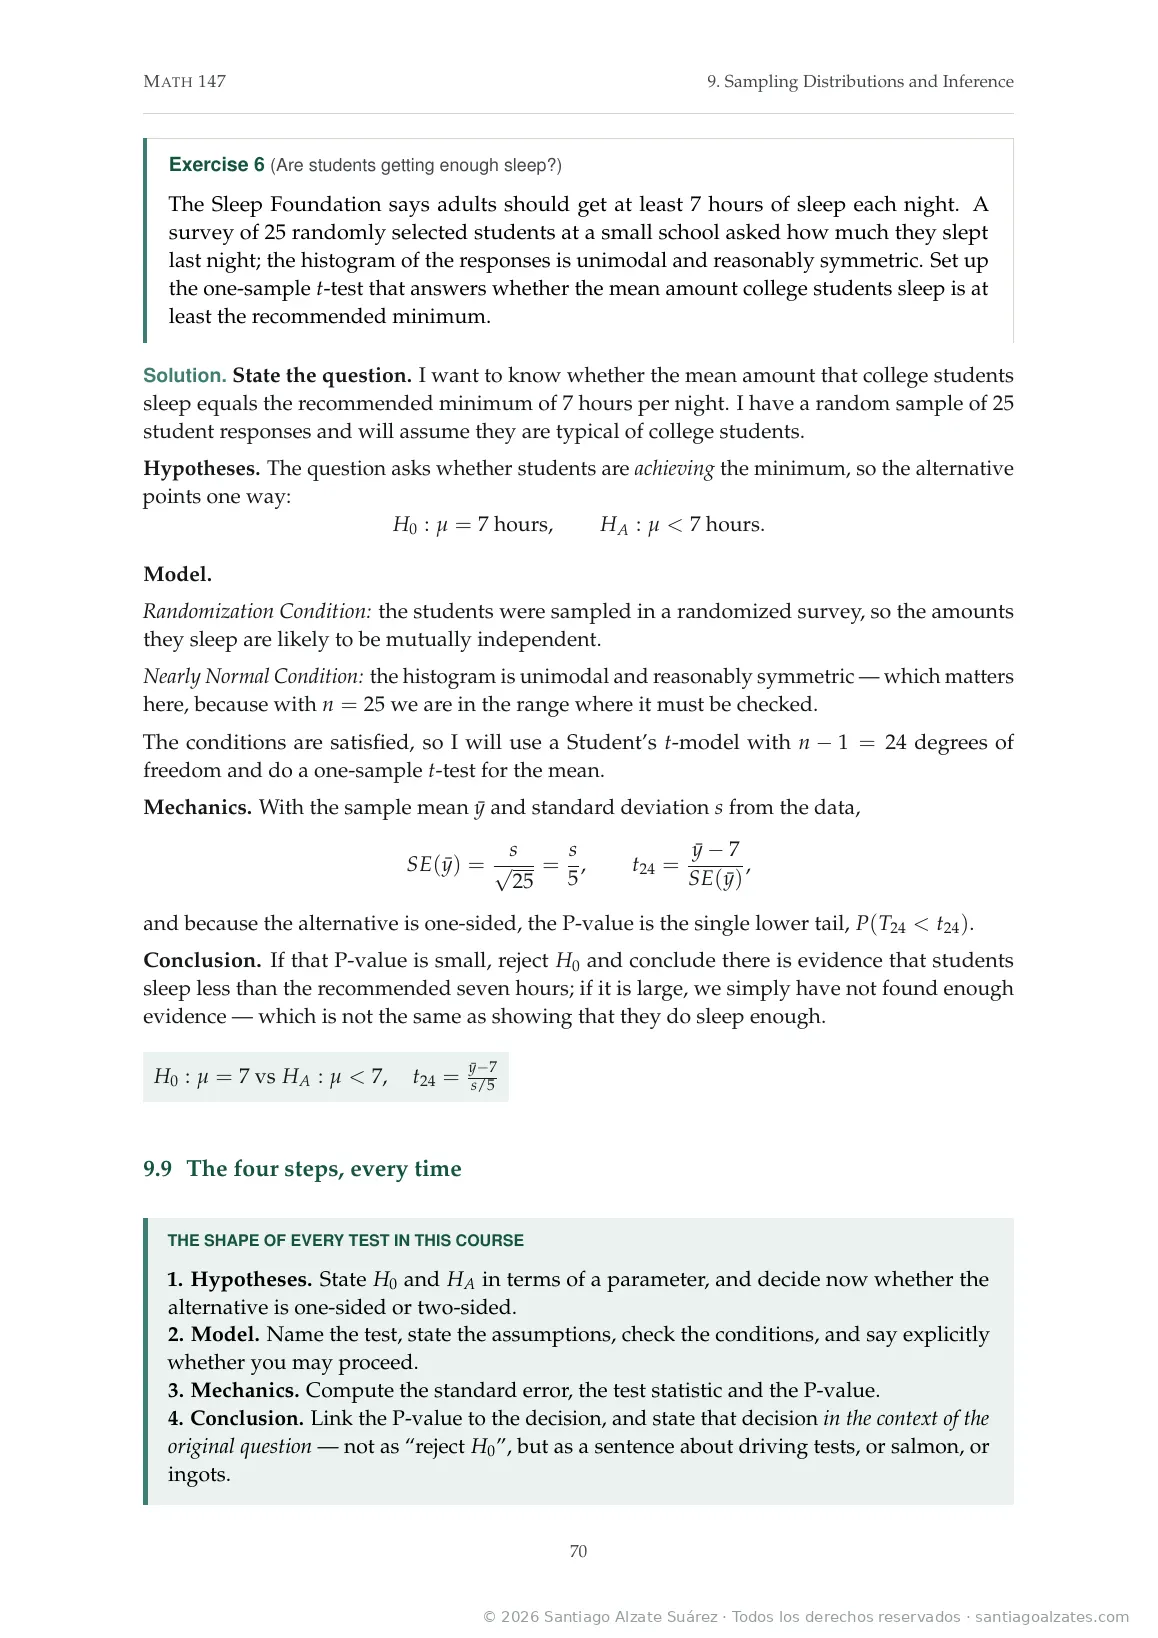 MATH 147
9. Sampling Distributions and Inference
Exercise 6 (Are students getting enough sleep?)
The Sleep Foundation says adults should get at least 7 hours of sleep each night. A
survey of 25 randomly selected students at a small school asked how much they slept
last night; the histogram of the responses is unimodal and reasonably symmetric. Set up
the one-sample t-test that answers whether the mean amount college students sleep is at
least the recommended minimum.
Solution. State the question. I want to know whether the mean amount that college students
sleep equals the recommended minimum of 7 hours per night. I have a random sample of 25
student responses and will assume they are typical of college students.
Hypotheses. The question asks whether students are achieving the minimum, so the alternative
points one way:
H₀ : μ = 7 hours, H_A : μ < 7 hours.
Model.
Randomization Condition: the students were sampled in a randomized survey, so the amounts
they sleep are likely to be mutually independent.
Nearly Normal Condition: the histogram is unimodal and reasonably symmetric — which matters
here, because with n = 25 we are in the range where it must be checked.
The conditions are satisfied, so I will use a Student’s t-model with n − 1 = 24 degrees of
freedom and do a one-sample t-test for the mean.
Mechanics. With the sample mean ȳ and standard deviation s from the data,
SE(ȳ) = s/√25 = s/5, t₂₄ = (ȳ − 7)/SE(ȳ),
and because the alternative is one-sided, the P-value is the single lower tail, P(T₂₄ < t₂₄).
Conclusion. If that P-value is small, reject H₀ and conclude there is evidence that students
sleep less than the recommended seven hours; if it is large, we simply have not found enough
evidence — which is not the same as showing that they do sleep enough.
H₀ : μ = 7 vs H_A : μ < 7, t₂₄ = (ȳ−7)/(s/5)
9.9 The four steps, every time
THE SHAPE OF EVERY TEST IN THIS COURSE
1. Hypotheses. State H₀ and H_A in terms of a parameter, and decide now whether the
alternative is one-sided or two-sided.
2. Model. Name the test, state the assumptions, check the conditions, and say explicitly
whether you may proceed.
3. Mechanics. Compute the standard error, the test statistic and the P-value.
4. Conclusion. Link the P-value to the decision, and state that decision in the context of the
original question — not as “reject H₀”, but as a sentence about driving tests, or salmon, or
ingots.
70
© 2026 Santiago Alzate Suárez · Todos los derechos reservados · santiagoalzates.com